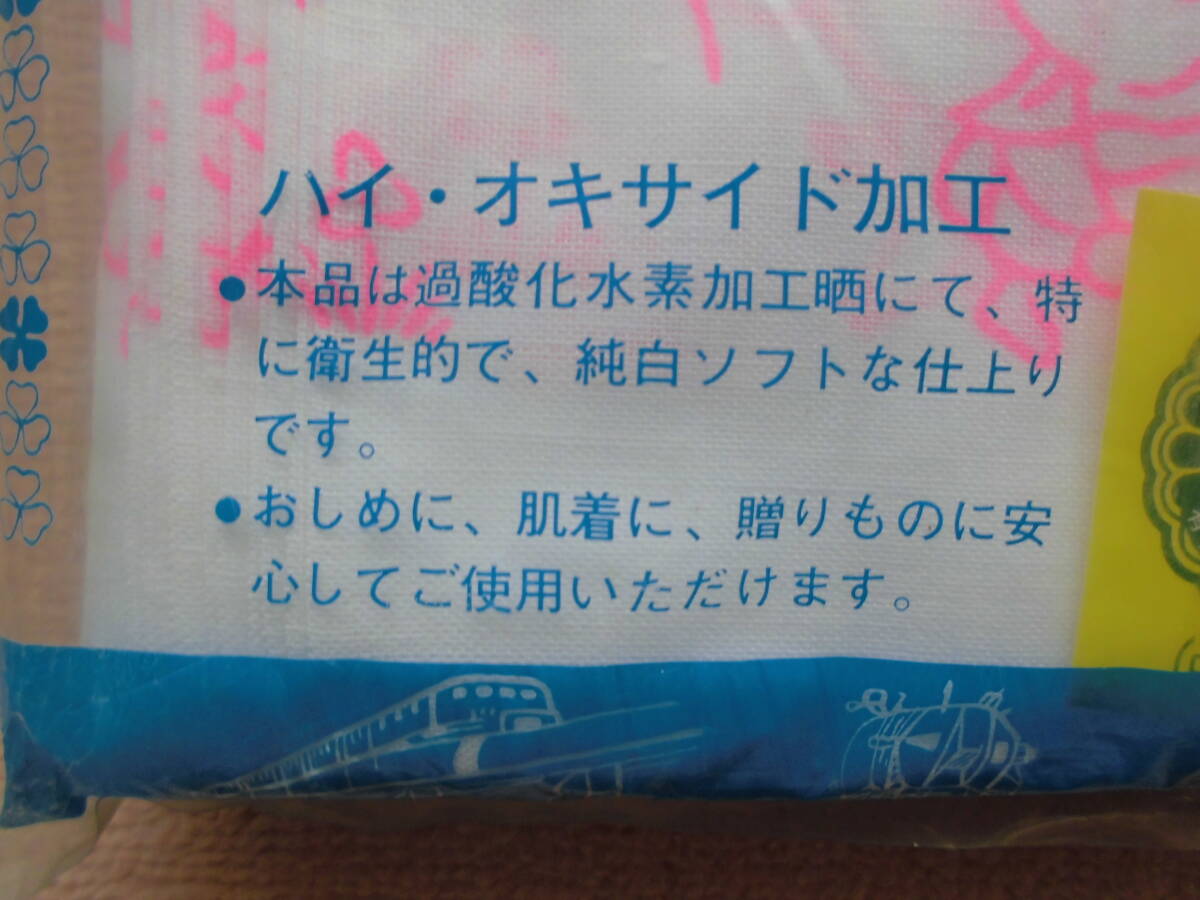 ハイ・オキサイド加工
●本品は過酸化水素加工晒にて、特
に衛生的で、純白ソフトな仕上り
です。
●おしめに、肌着に、贈りものに安
心してご使用いただけます。